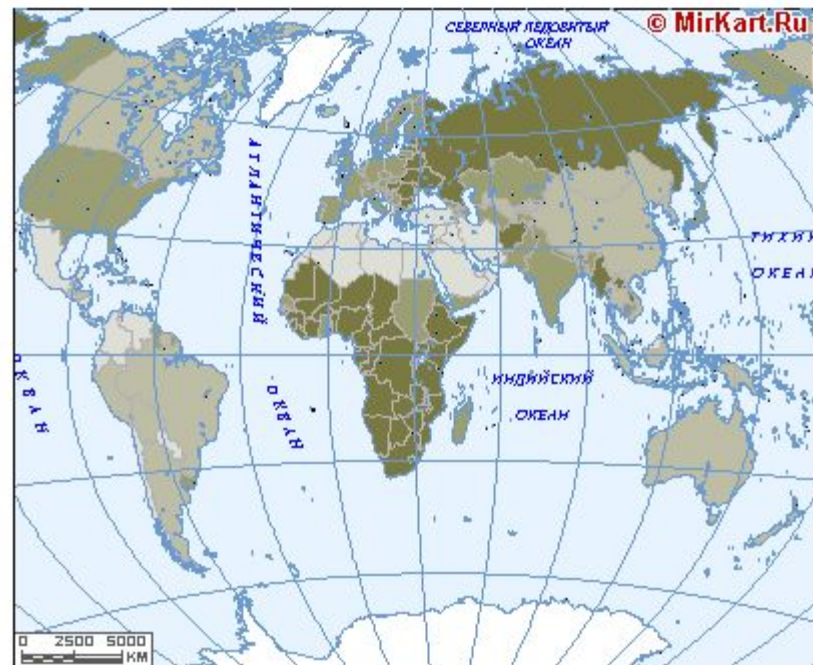 © MirKart.Ru
СЕВЕРНЫЙ ЛЕДОВИТЫЙ
ОКЕАН
АТЛАНТИЧЕСКИЙ
ОКЕАН
ТИХИЙ
ОКЕАН
ИНДИЙСКИЙ
ОКЕАН
ОКЕАН
0 2500 5000
КМ